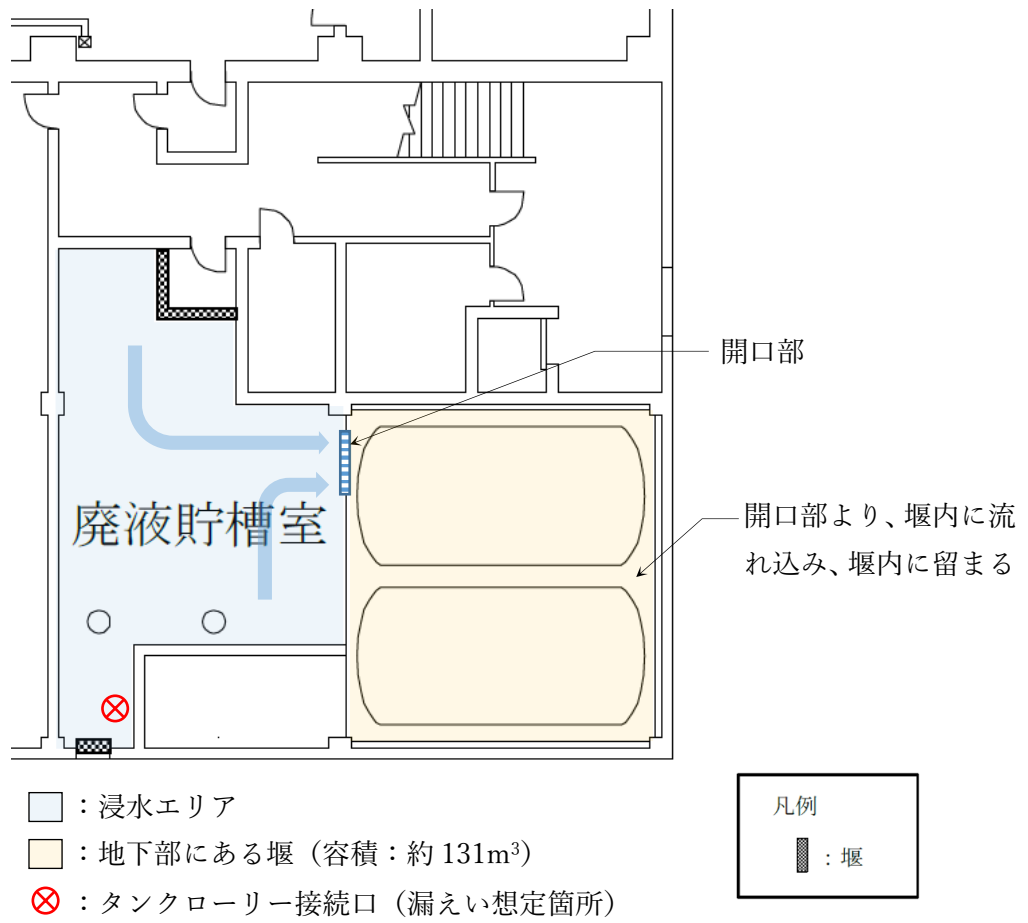 開口部
廃液貯槽室
開口部より、堰内に流
れ込み、堰内に留まる
：浸水エリア
：地下部にある堰（容積：約 131m³）
：タンクローリー接続口（漏えい想定箇所）
凡例
：堰